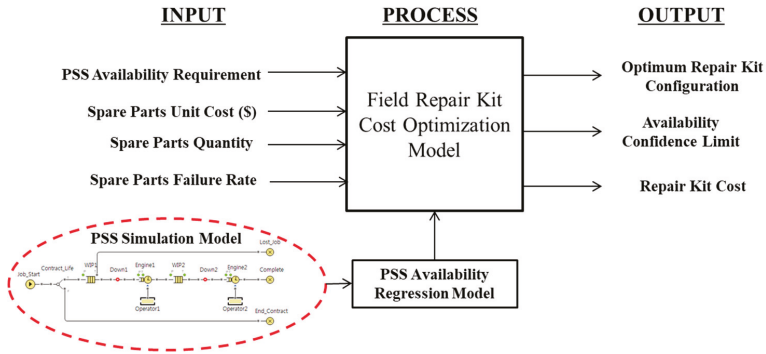 INPUT
PROCESS
OUTPUT
PSS Availability Requirement
Spare Parts Unit Cost ($)
Spare Parts Quantity
Spare Parts Failure Rate
Field Repair Kit
Cost Optimization
Model
Optimum Repair Kit
Configuration
Availability
Confidence Limit
Repair Kit Cost
PSS Simulation Model
Lost_Job
Job_Start
Contract_Life
WIP1
Down1
Engine1
WIP2
Down2
Engine2
Complete
Operator1
Operator2
End_Contract
PSS Availability
Regression Model